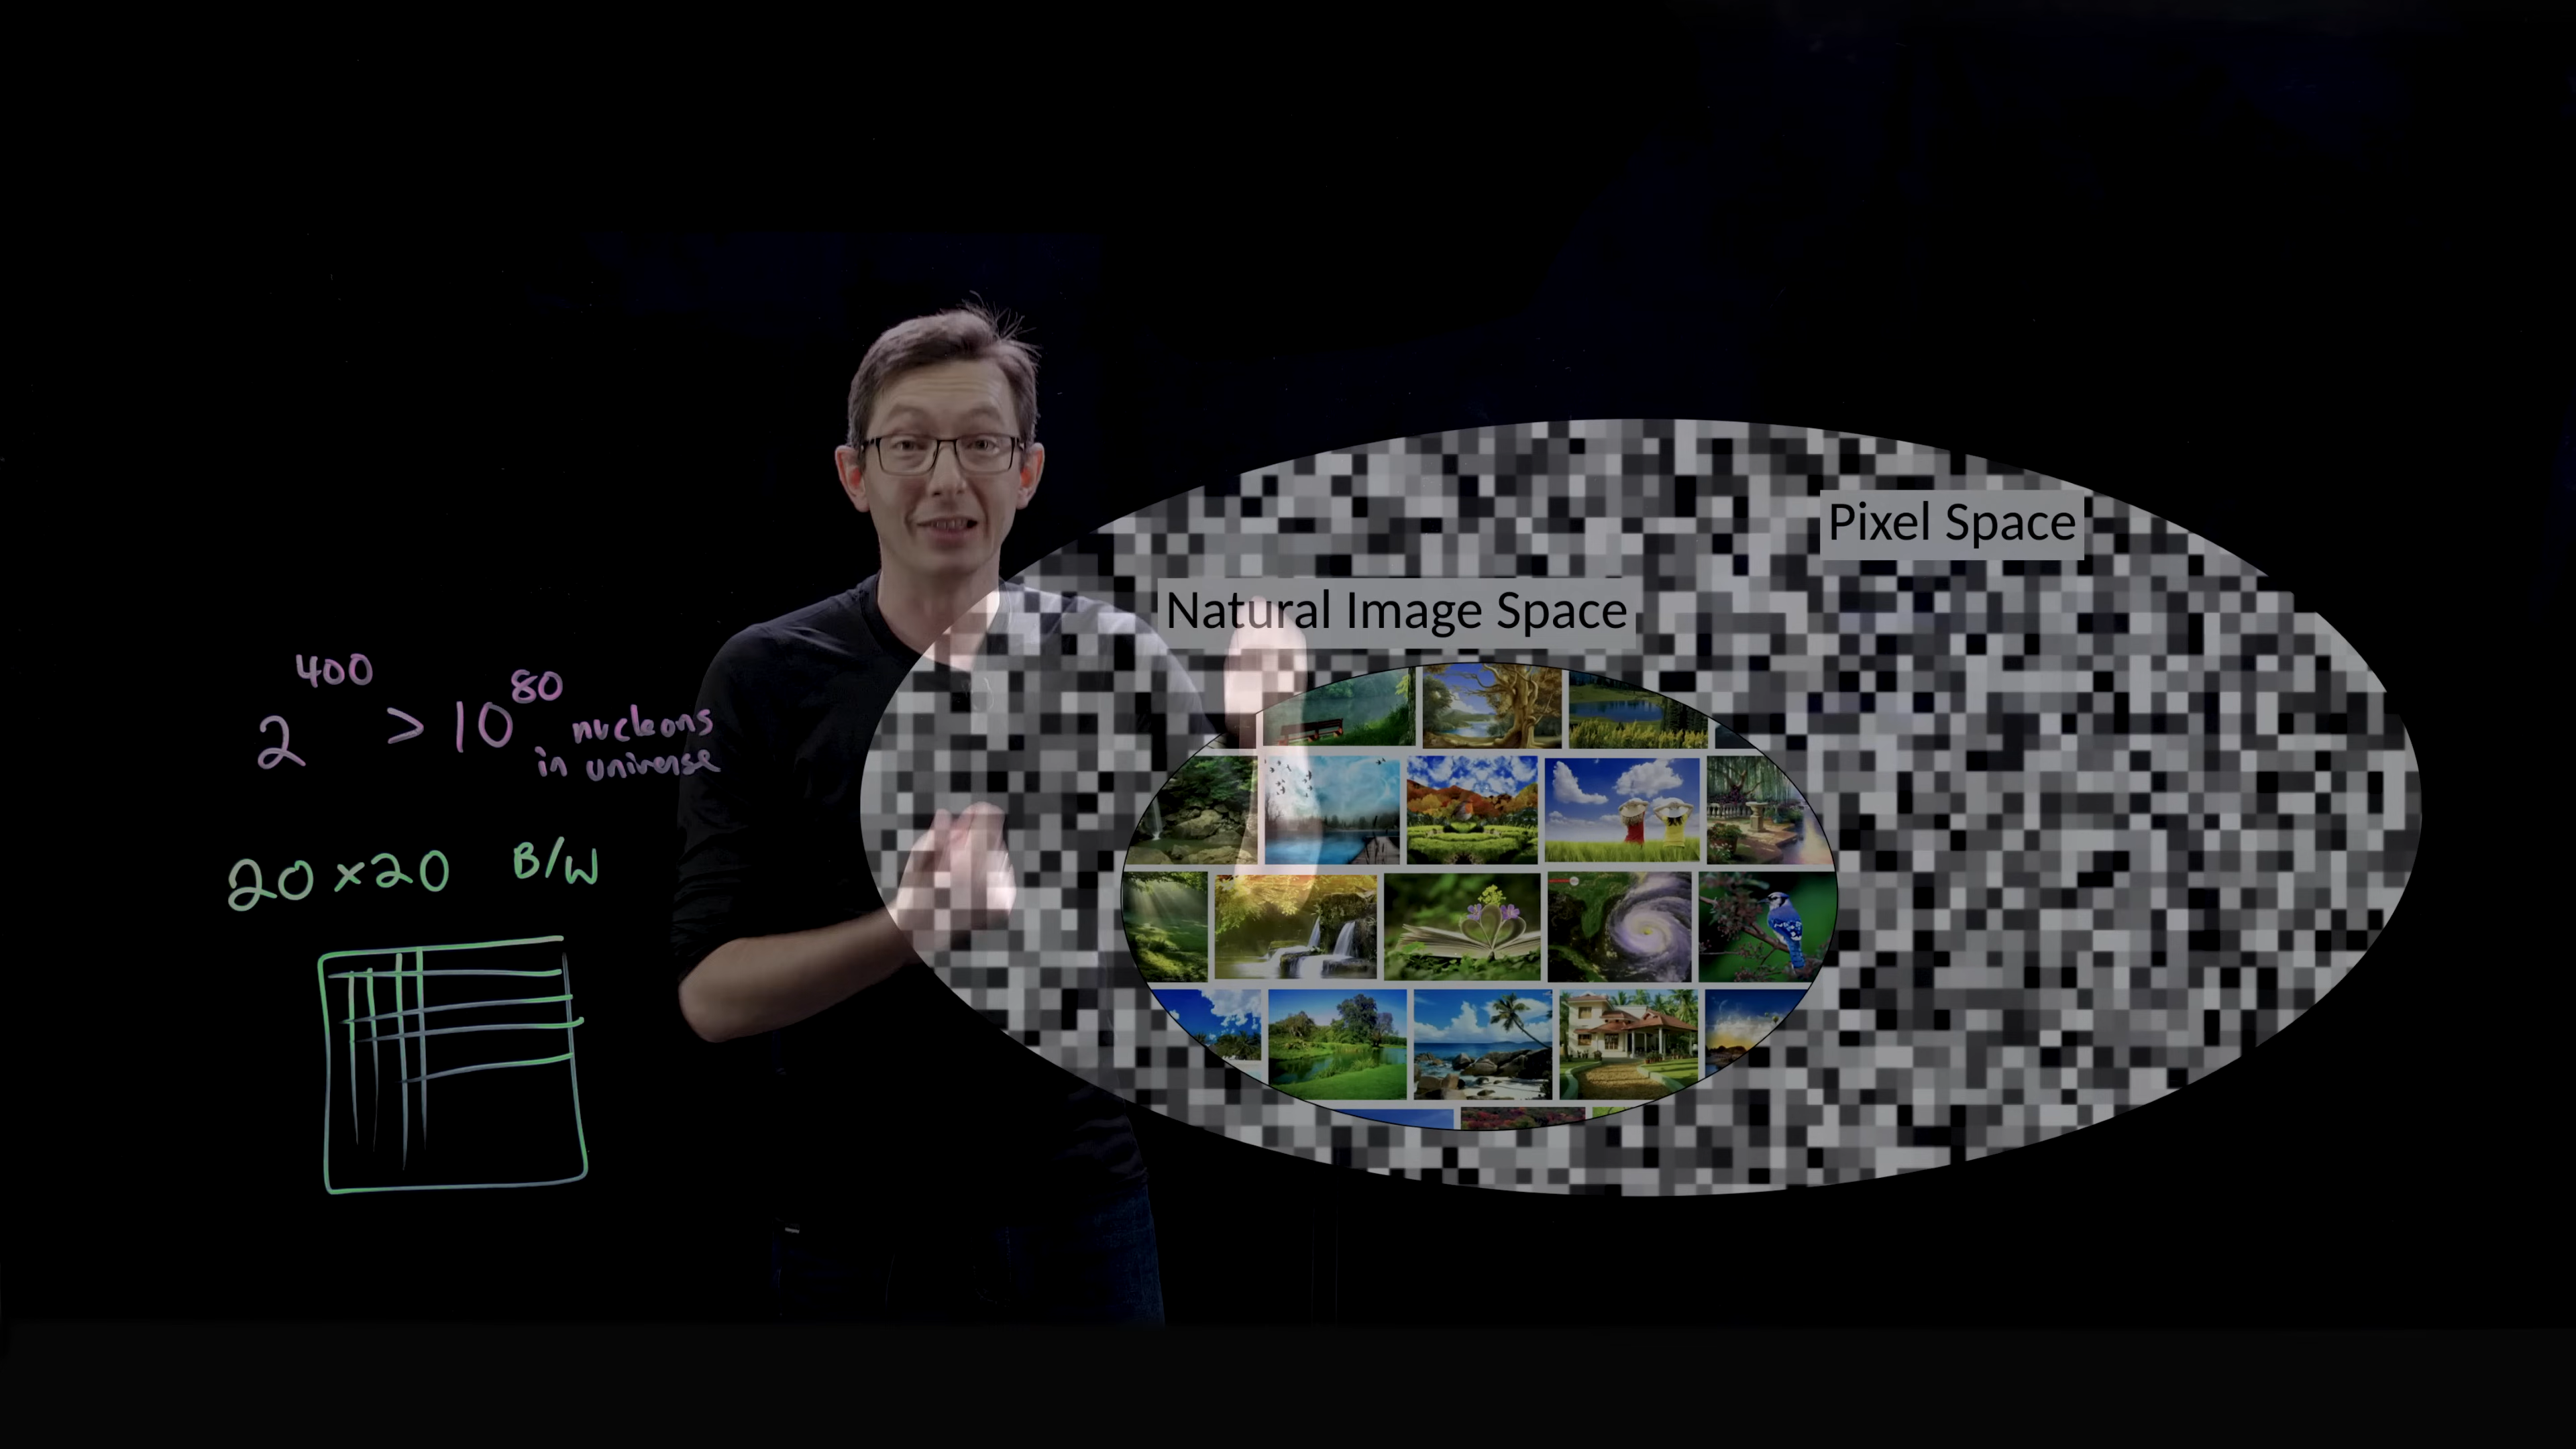 2^400 > 10^80 nucleons
in universe
20 x 20 B/W
Pixel Space
Natural Image Space